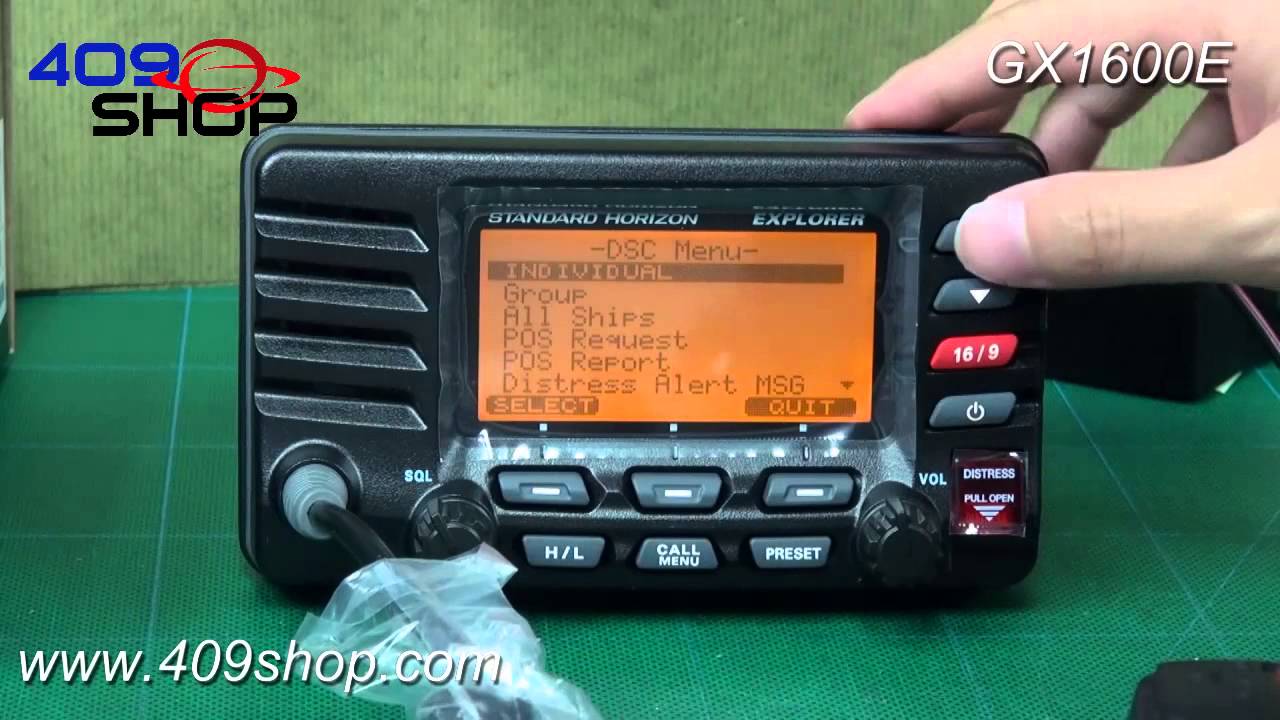 409
SHOP
GX1600E
STANDARD HORIZON
EXPLORER
-DSC Menu-
INDIVIDUAL
Group
All Ships
POS Request
POS Report
Distress Alert MSG
SELECT
QUIT
16/9
SQL
VOL
DISTRESS
PULL OPEN
H/L
CALL
MENU
PRESET
www.409shop.com